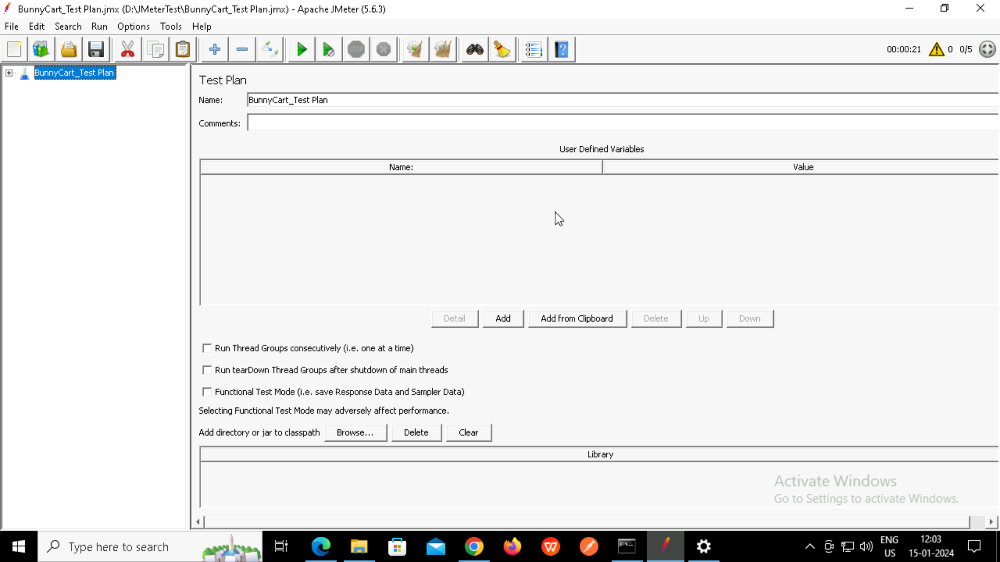 BunnyCart_Test Plan.jmx (D:\JMeterTest\BunnyCart_Test Plan.jmx) - Apache JMeter (5.6.3)
File Edit Search Run Options Tools Help
STOP 00:00:21 0 0/5
BunnyCart_Test Plan
Test Plan
Name: BunnyCart_Test Plan
Comments:
User Defined Variables
Name: Value
Detail Add Add from Clipboard Delete Up Down
Run Thread Groups consecutively (i.e. one at a time)
Run tearDown Thread Groups after shutdown of main threads
Functional Test Mode (i.e. save Response Data and Sampler Data)
Selecting Functional Test Mode may adversely affect performance.
Add directory or jar to classpath Browse... Delete Clear
Library
Activate Windows
Go to Settings to activate Windows.
Type here to search
ENG
US
12:03
15-01-2024